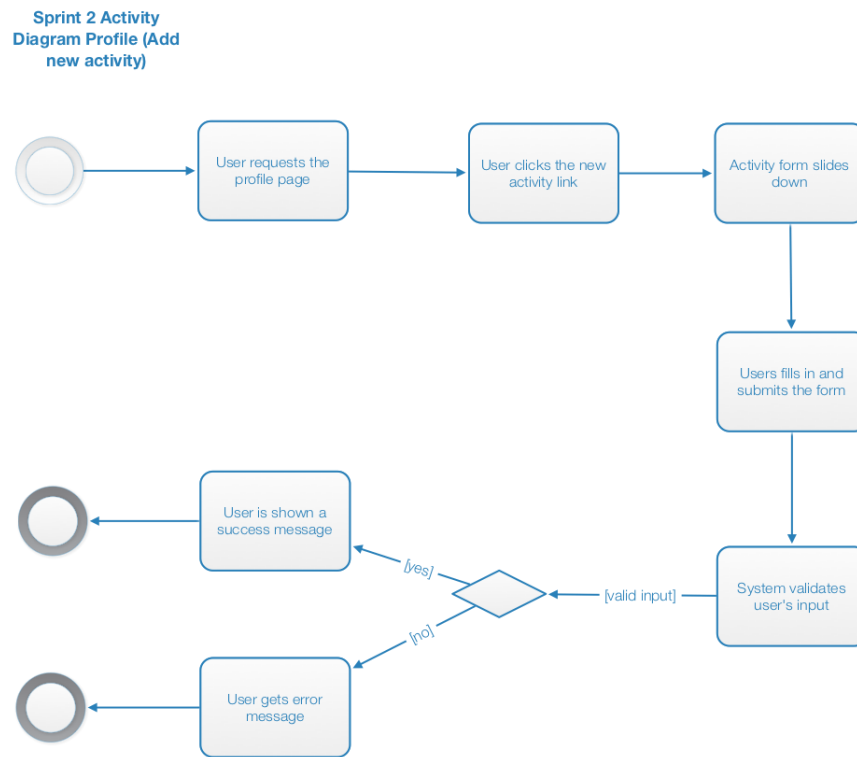 Sprint 2 Activity
Diagram Profile (Add
new activity)
User requests the
profile page
User clicks the new
activity link
Activity form slides
down
Users fills in and
submits the form
System validates
user's input
[valid input]
[yes]
[no]
User is shown a
success message
User gets error
message